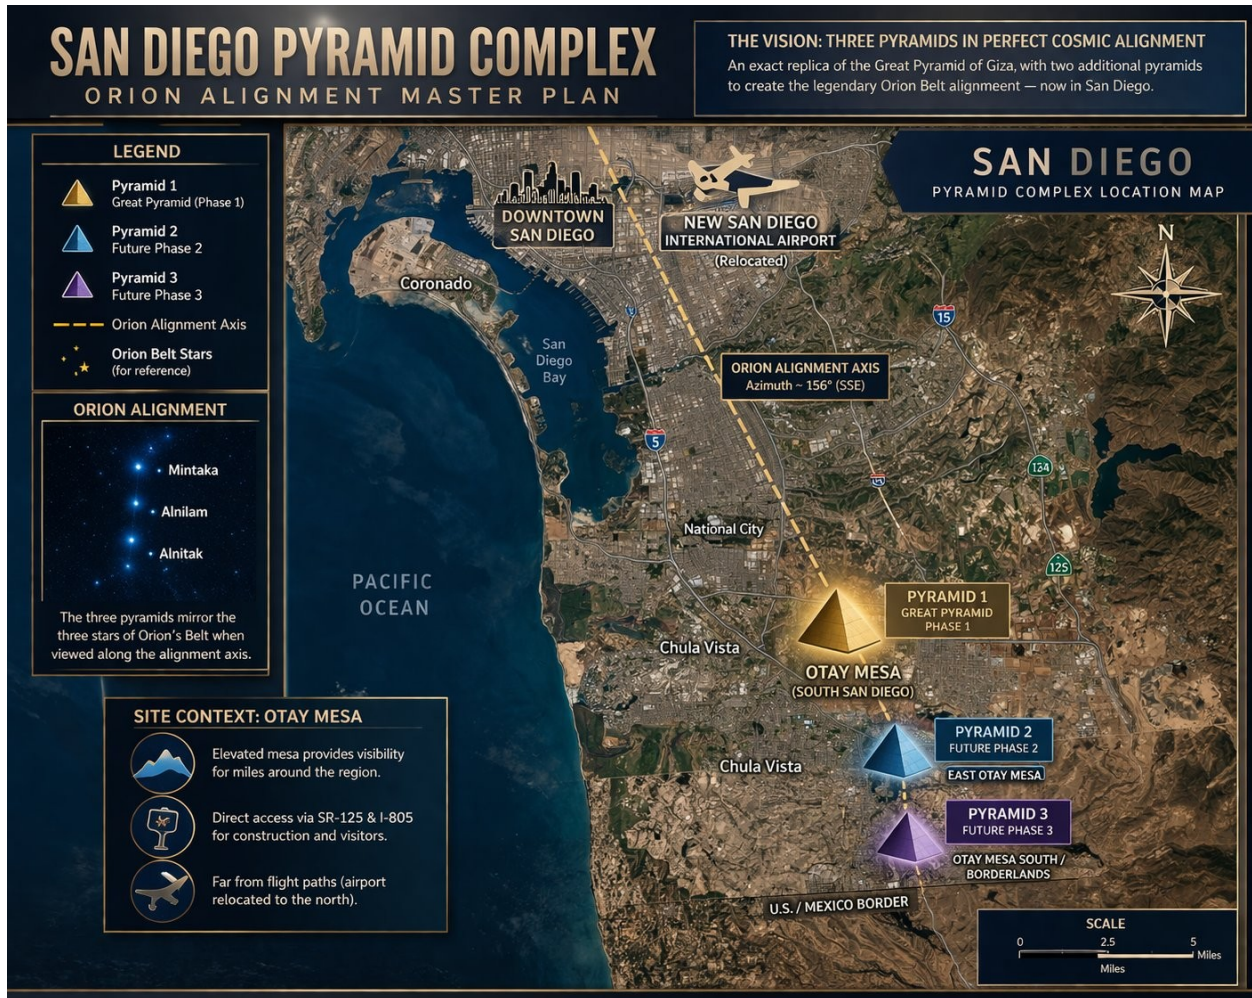 SAN DIEGO PYRAMID COMPLEX
ORION ALIGNMENT MASTER PLAN
THE VISION: THREE PYRAMIDS IN PERFECT COSMIC ALIGNMENT
An exact replica of the Great Pyramid of Giza, with two additional pyramids
to create the legendary Orion Belt alignmeent — now in San Diego.
LEGEND
Pyramid 1
Great Pyramid (Phase 1)
Pyramid 2
Future Phase 2
Pyramid 3
Future Phase 3
Orion Alignment Axis
Orion Belt Stars
(for reference)
ORION ALIGNMENT
Mintaka
Alnilam
Alnitak
The three pyramids mirror the
three stars of Orion's Belt when
viewed along the alignment axis.
SITE CONTEXT: OTAY MESA
Elevated mesa provides visibility
for miles around the region.
Direct access via SR-125 & I-805
for construction and visitors.
Far from flight paths (airport
relocated to the north).
SAN DIEGO
PYRAMID COMPLEX LOCATION MAP
N
DOWNTOWN
SAN DIEGO
NEW SAN DIEGO
INTERNATIONAL AIRPORT
(Relocated)
Coronado
San
Diego
Bay
15
ORION ALIGNMENT AXIS
Azimuth ~ 156° (SSE)
5
134
National City
125
PACIFIC
OCEAN
PYRAMID 1
GREAT PYRAMID
PHASE 1
Chula Vista
OTAY MESA
(SOUTH SAN DIEGO)
PYRAMID 2
FUTURE PHASE 2
EAST OTAY MESA
Chula Vista
PYRAMID 3
FUTURE PHASE 3
OTAY MESA SOUTH /
BORDERLANDS
U.S. / MEXICO BORDER
SCALE
0 2.5 5
Miles
Miles